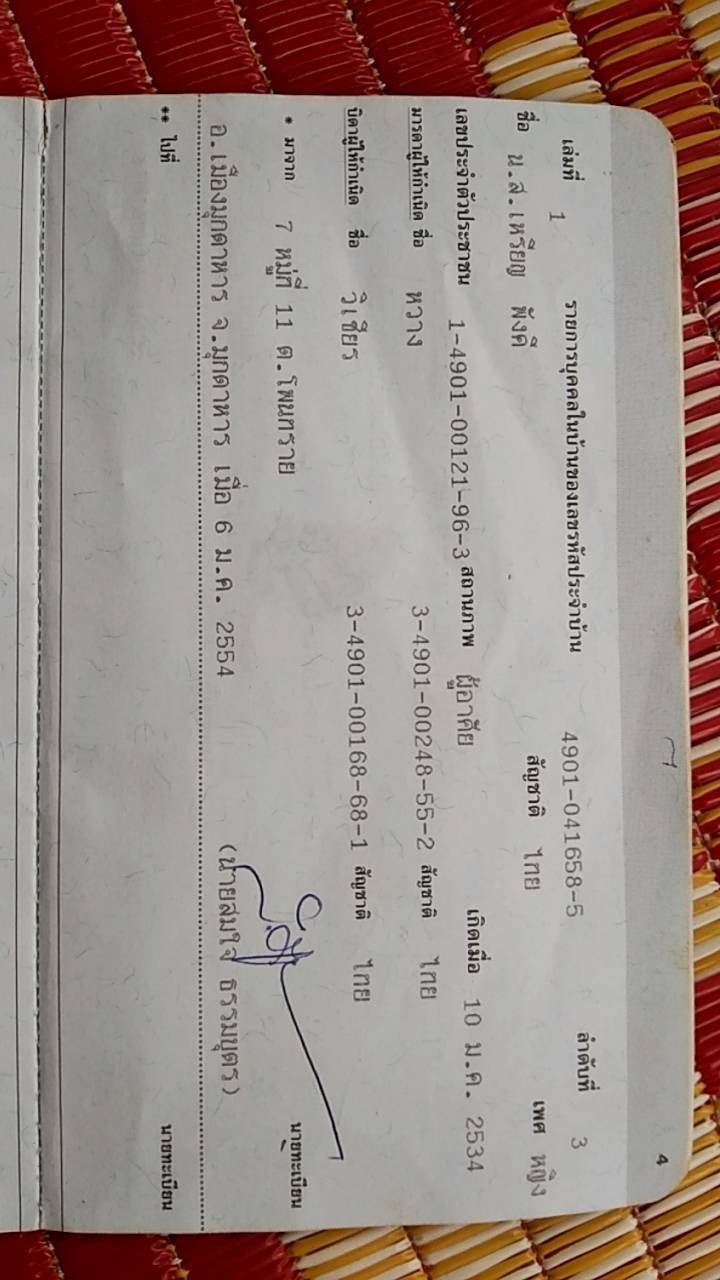 4
เล่มที่ 1 รายการบุคคลในบ้านของเลขรหัสประจำบ้าน 4901-041658-5 ลำดับที่ 3
ชื่อ น.ส.เหรียญ พังคี สัญชาติ ไทย เพศ หญิง
เลขประจำตัวประชาชน 1-4901-00121-96-3 สถานภาพ ผู้อาศัย เกิดเมื่อ 10 ม.ค. 2534
มารดาผู้ให้กำเนิด ชื่อ หวาง 3-4901-00248-55-2 สัญชาติ ไทย
บิดาผู้ให้กำเนิด ชื่อ วิเชียร 3-4901-00168-68-1 สัญชาติ ไทย
* มาจาก 7 หมู่ที่ 11 ต.โพนทราย นายทะเบียน
อ.เมืองมุกดาหาร จ.มุกดาหาร เมื่อ 6 ม.ค. 2554 (นายสมใจ ธรรมบุตร)
** ไปที่ นายทะเบียน